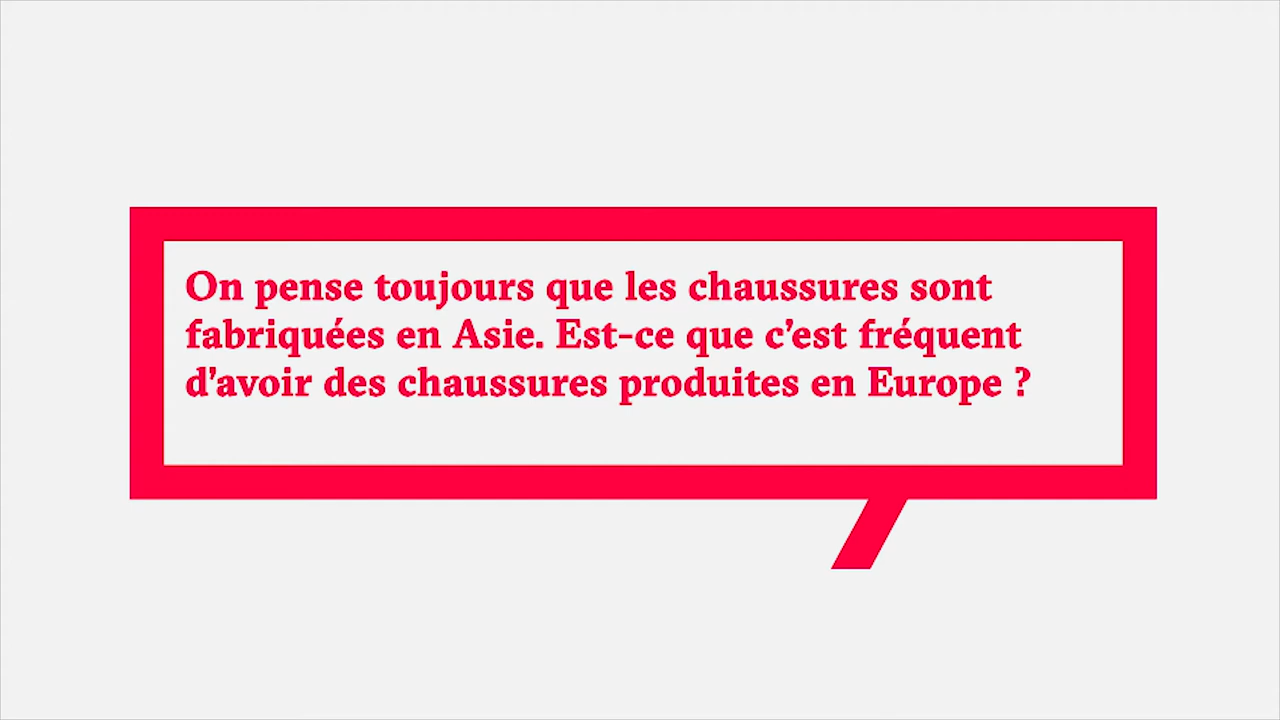 On pense toujours que les chaussures sont
fabriquées en Asie. Est-ce que c’est fréquent
d'avoir des chaussures produites en Europe ?